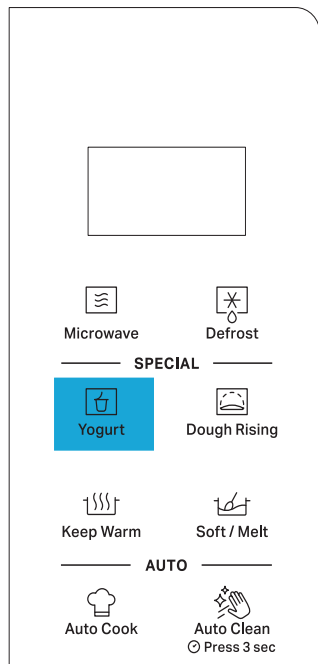 Microwave Defrost
SPECIAL
Yogurt Dough Rising
Keep Warm Soft / Melt
AUTO
Auto Cook Auto Clean
Press 3 sec